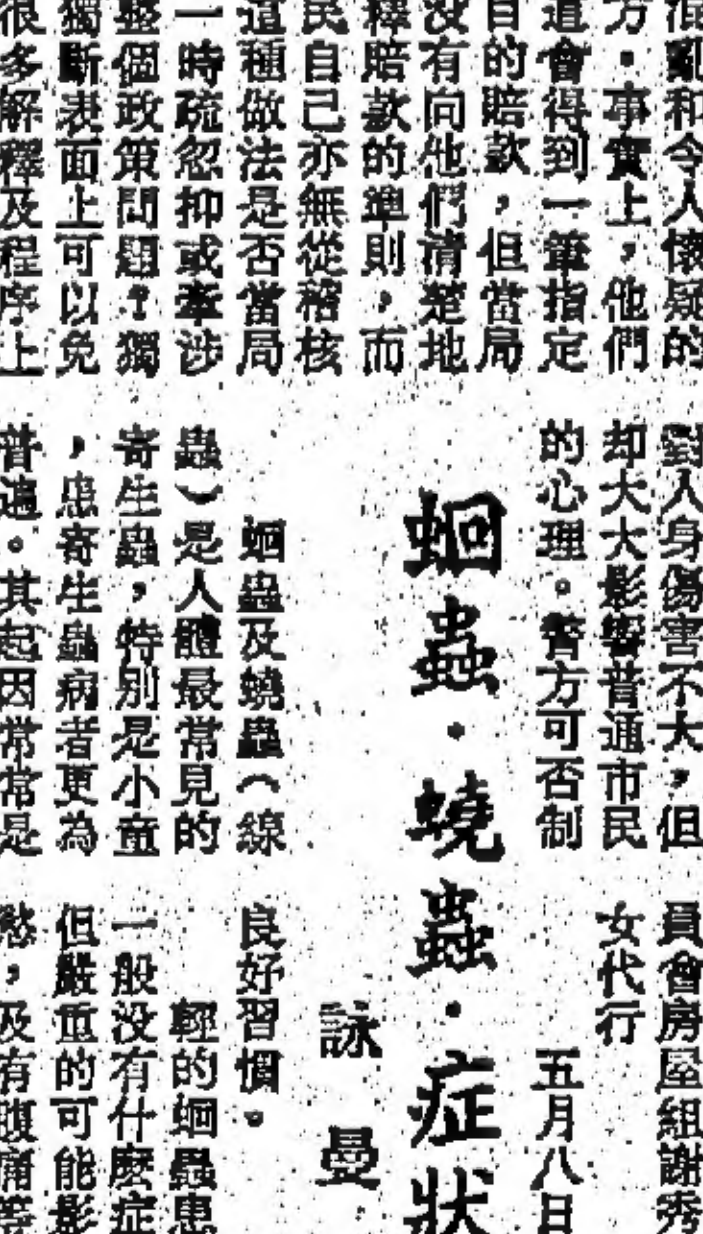 混亂和令人懷疑的
方。事實上,他們
道會得到一筆指定
目的賠款,但當局
没有向他們清楚地
釋賠款的準則,而
民自己亦無從稽核
這種做法是否當局
一時疏忽抑或牽涉
整個政策問題?獨
獨斷表面上可以免
很多解釋及程序上
對人身傷害不大,但
却大大影響普通市民
的心理。警方可否制
員會房屋組謝秀
女代行
五月八日
蛔蟲·蟯蟲·症狀
詠曼
蛔蟲及蟯蟲(線
蟲)是人體最常見的
寄生蟲,特別是小童
,患寄生蟲病者更為
普遍。其起因常常是
良好習慣。
輕的蛔蟲患
一般没有什麽症
但嚴重的可能影
慾,及有腹痛等